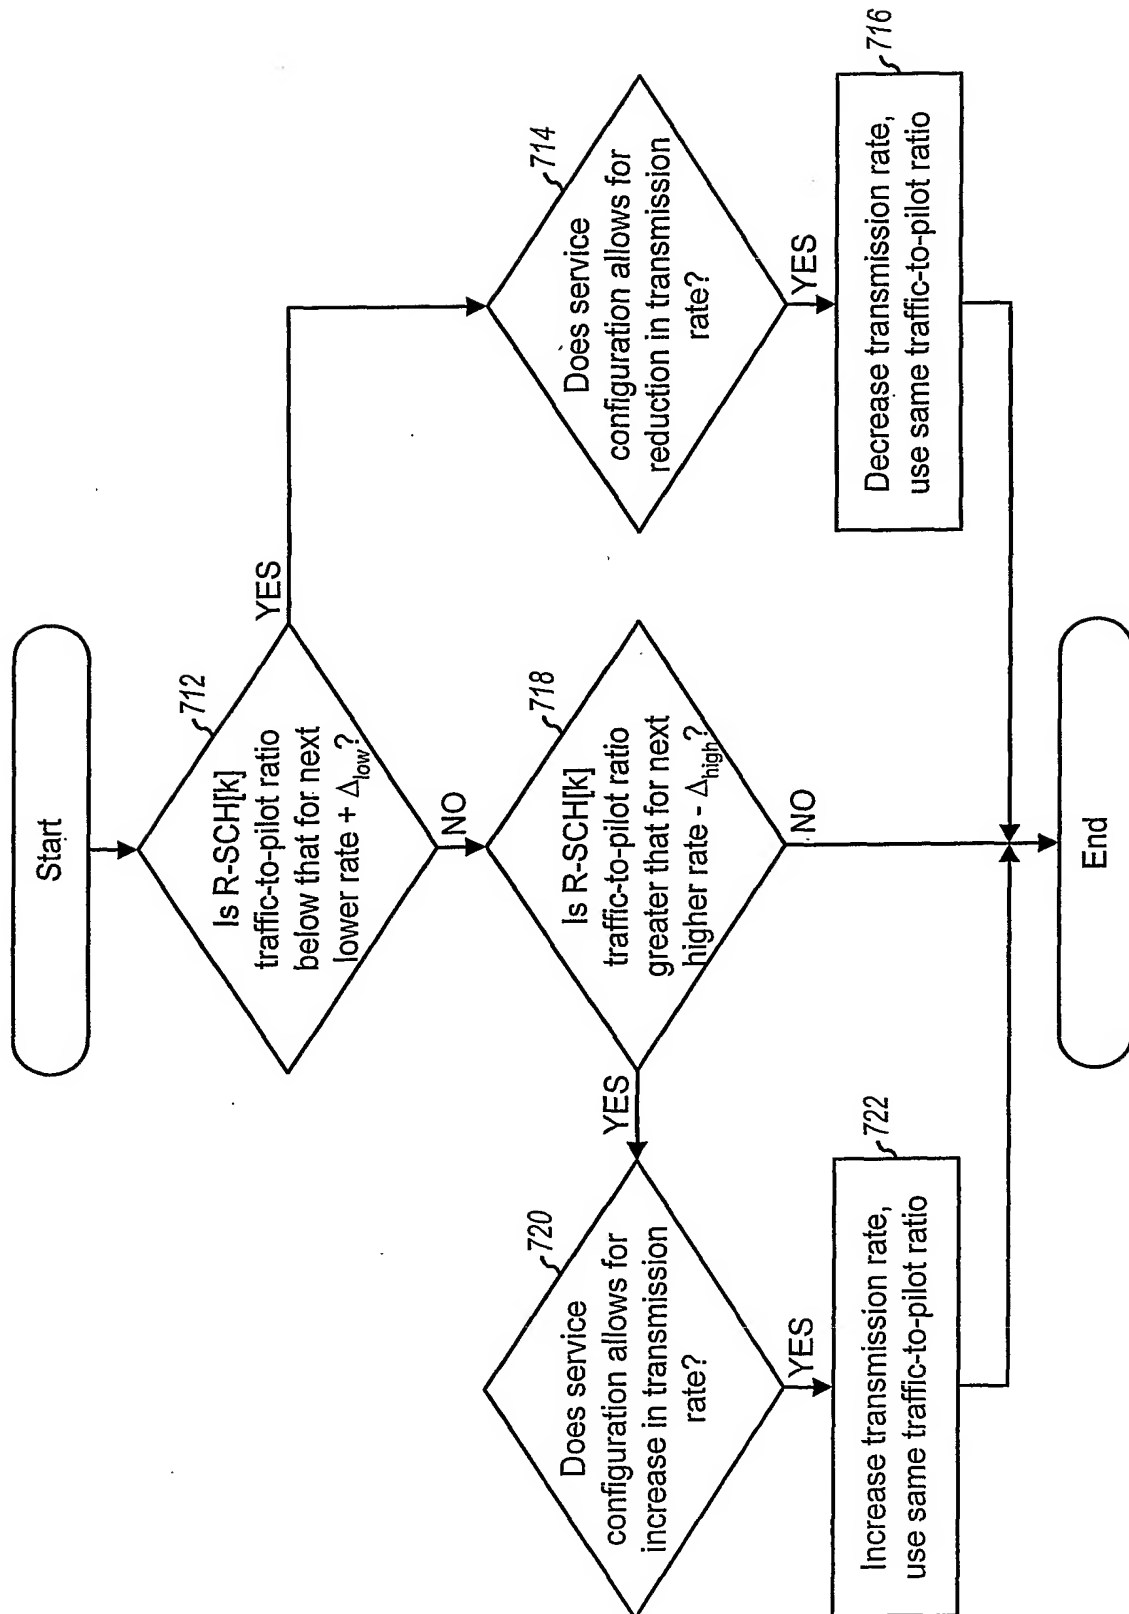 Start
712
Is R-SCH[k]
traffic-to-pilot ratio
below that for next
lower rate + Δlow?
YES
NO
714
Does service
configuration allows for
reduction in transmission
rate?
YES
716
Decrease transmission rate,
use same traffic-to-pilot ratio
718
Is R-SCH[k]
traffic-to-pilot ratio
greater that for next
higher rate - Δhigh?
YES
NO
720
Does service
configuration allows for
increase in transmission
rate?
YES
722
Increase transmission rate,
use same traffic-to-pilot ratio
End